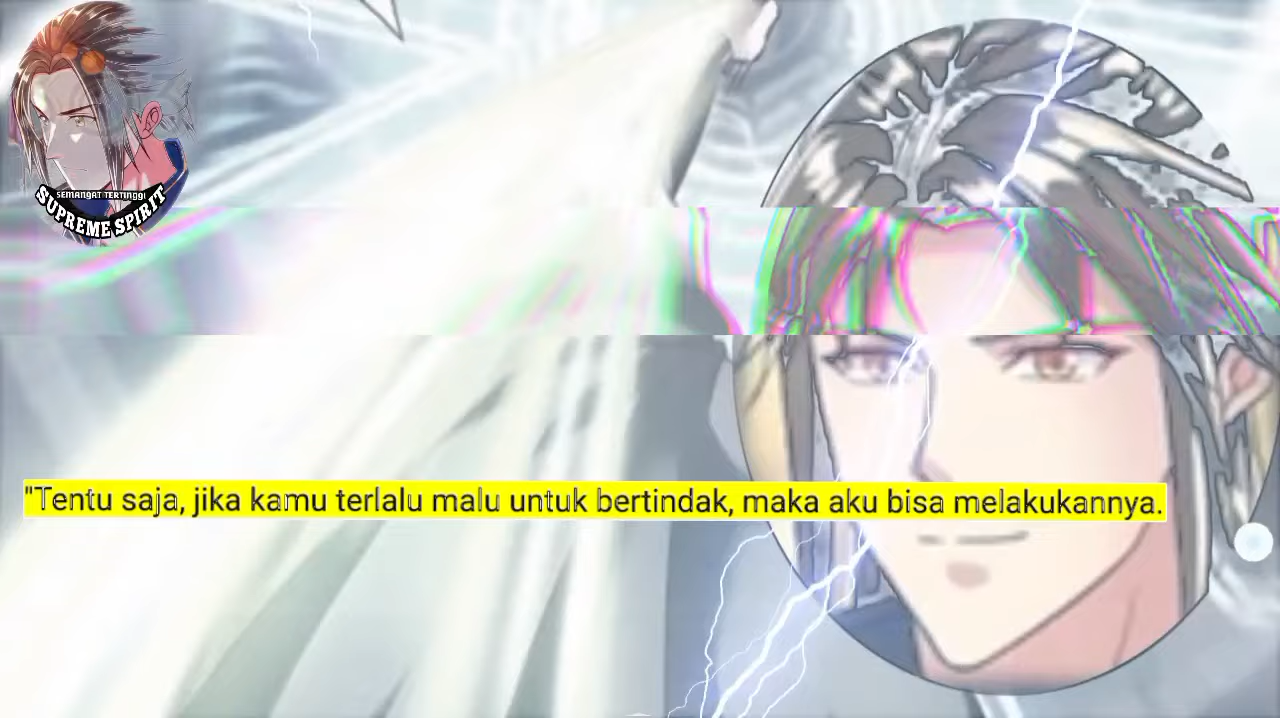 SEMANGAT TERTINGGI
SUPREME SPIRIT
"Tentu saja, jika kamu terlalu malu untuk bertindak, maka aku bisa melakukannya.